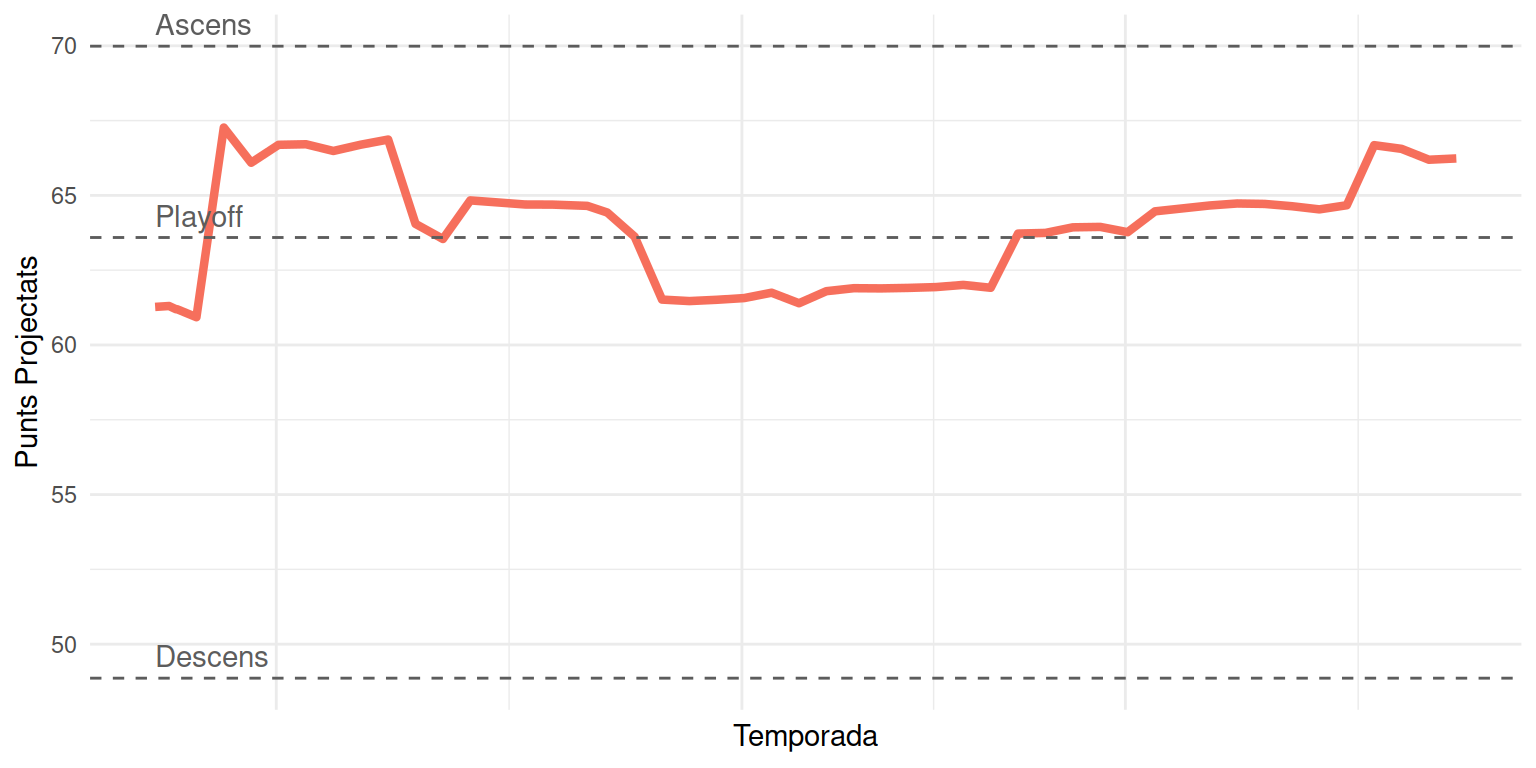 Ascens
70
65
Playoff
60
55
50
Descens
Punts Projectats
Temporada